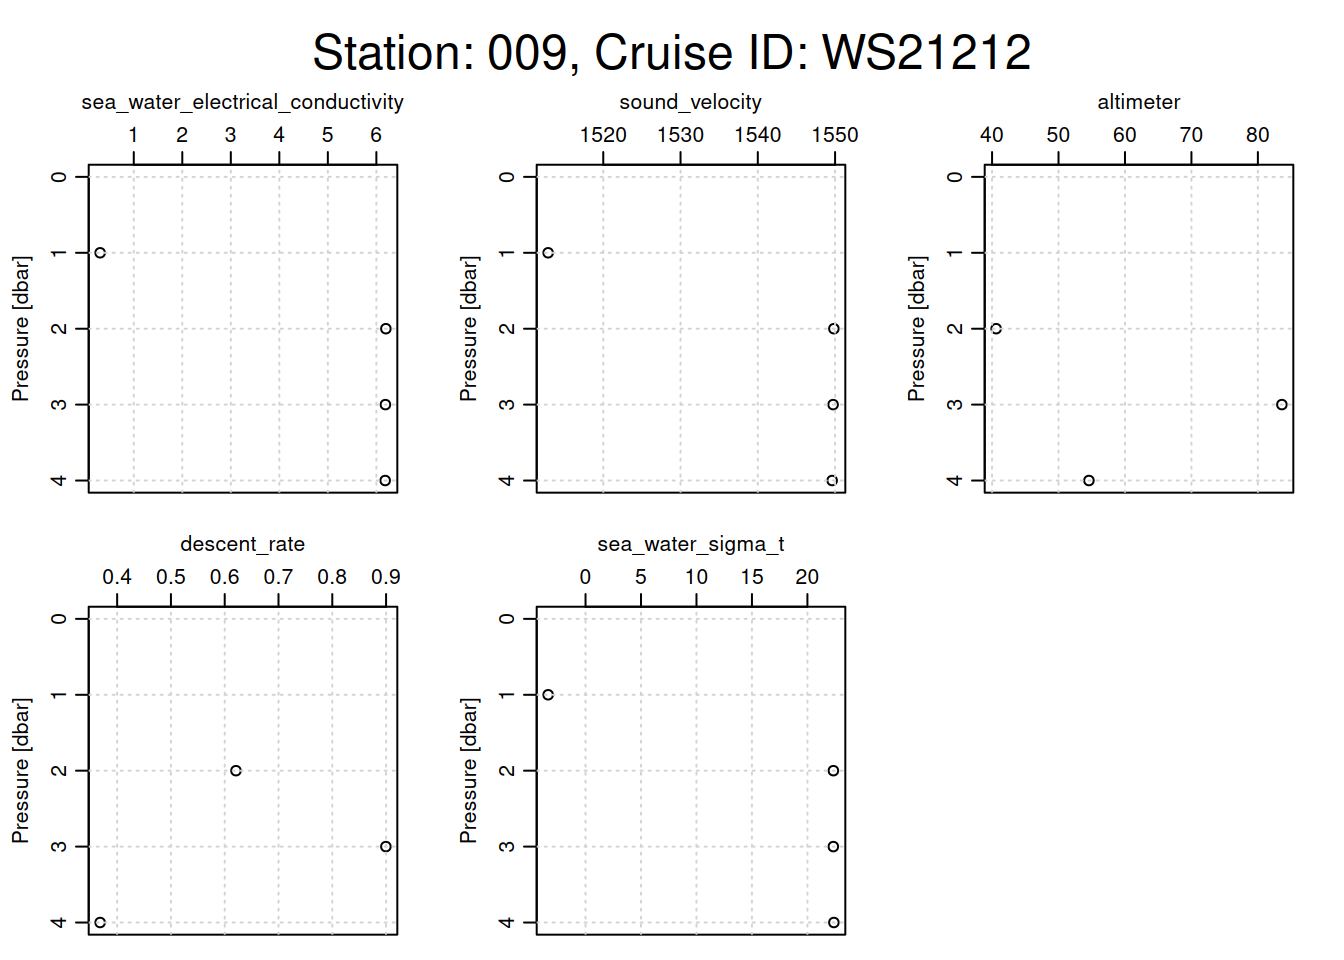 Station: 009, Cruise ID: WS21212
sea_water_electrical_conductivity
1 2 3 4 5 6
Pressure [dbar]
0
1
2
3
4
sound_velocity
1520 1530 1540 1550
Pressure [dbar]
0
1
2
3
4
altimeter
40 50 60 70 80
Pressure [dbar]
0
1
2
3
4
descent_rate
0.4 0.5 0.6 0.7 0.8 0.9
Pressure [dbar]
0
1
2
3
4
sea_water_sigma_t
0 5 10 15 20
Pressure [dbar]
0
1
2
3
4